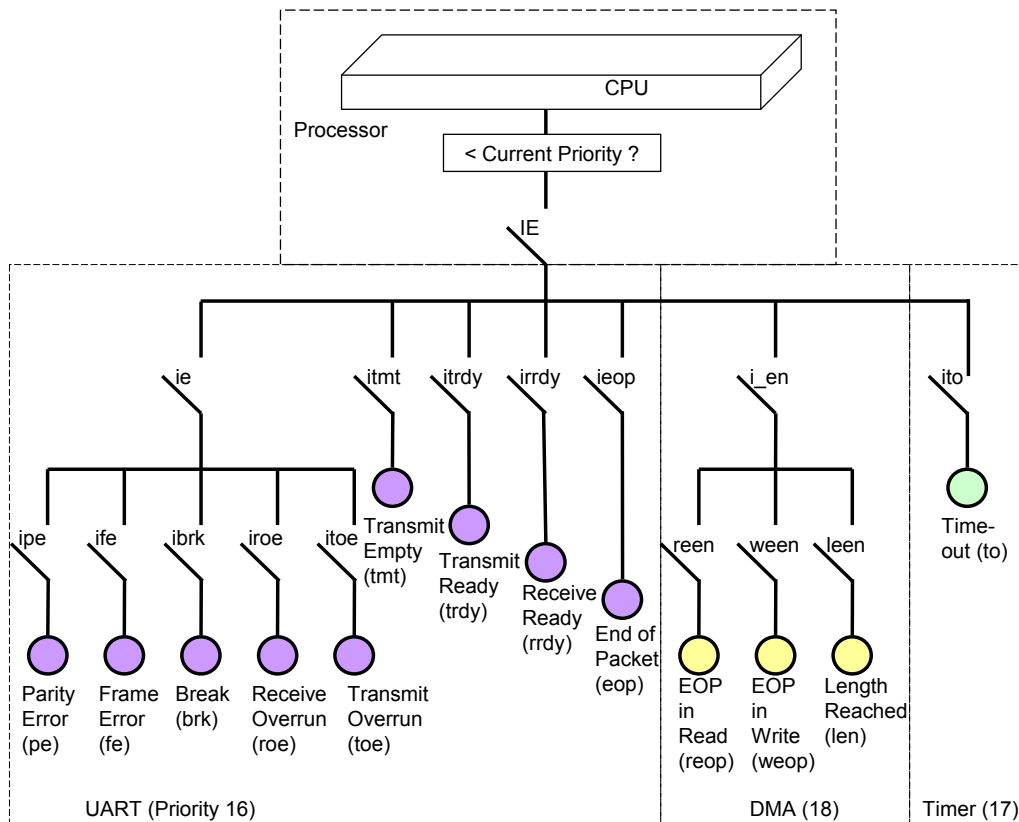 CPU
Processor
< Current Priority ?
IE
ie
itmt
itrdy
irrdy
ieop
i_en
ito
ipe
ife
ibrk
iroe
itoe
reen
ween
leen
Transmit
Empty
(tmt)
Transmit
Ready
(trdy)
Receive
Ready
(rrdy)
End of
Packet
(eop)
Time-
out (to)
Parity
Error
(pe)
Frame
Error
(fe)
Break
(brk)
Receive
Overrun
(roe)
Transmit
Overrun
(toe)
EOP
in
Read
(reop)
EOP
in
Write
(weop)
Length
Reached
(len)
UART (Priority 16)
DMA (18)
Timer (17)